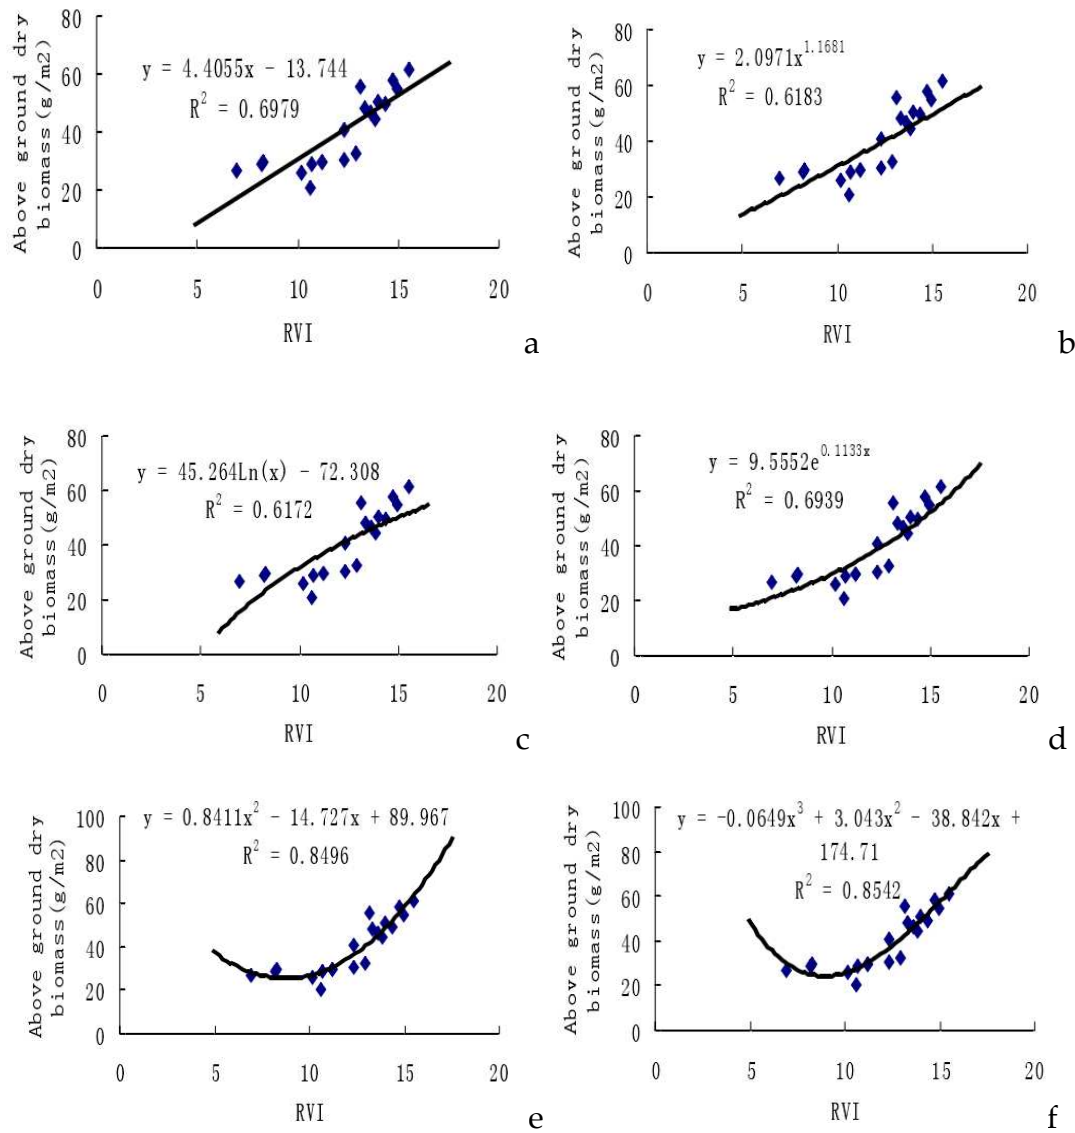 Above ground dry
biomass(g/m2)
80
60
40
20
0
y = 4.4055x - 13.744
R² = 0.6979
0 5 10 15 20
RVI
a
Above ground dry
biomass(g/m2)
80
60
40
20
0
y = 2.0971x^1.1681
R² = 0.6183
0 5 10 15 20
RVI
b
Above ground dry
biomass(g/m2)
80
60
40
20
0
y = 45.264Ln(x) - 72.308
R² = 0.6172
0 5 10 15 20
RVI
c
Above ground dry
biomass(g/m2)
80
60
40
20
0
y = 9.5552e^0.1133x
R² = 0.6939
0 5 10 15 20
RVI
d
Above ground dry
biomass(g/m2)
100
80
60
40
20
0
y = 0.8411x² - 14.727x + 89.967
R² = 0.8496
0 5 10 15 20
RVI
e
Above ground dry
biomass(g/m2)
100
80
60
40
20
0
y = -0.0649x³ + 3.043x² - 38.842x +
174.71
R² = 0.8542
0 5 10 15 20
RVI
f